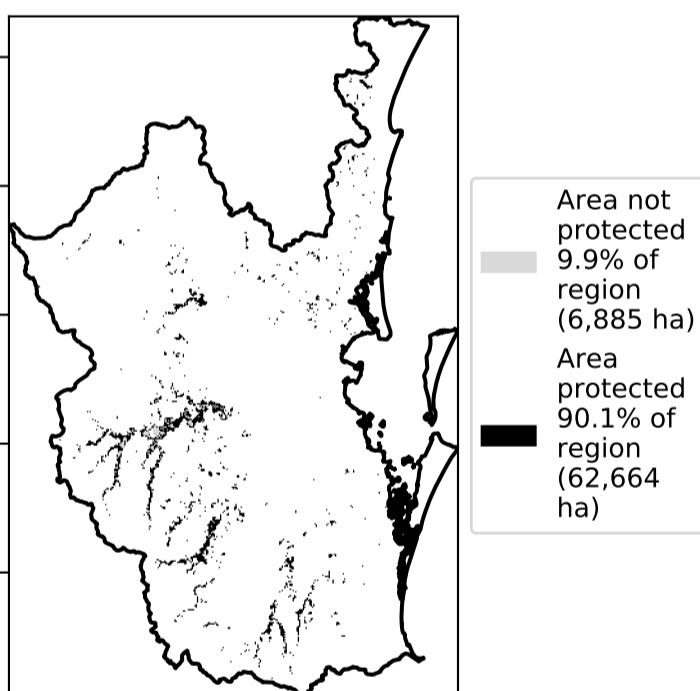 Area not
protected
9.9% of
region
(6,885 ha)
Area
protected
90.1% of
region
(62,664
ha)